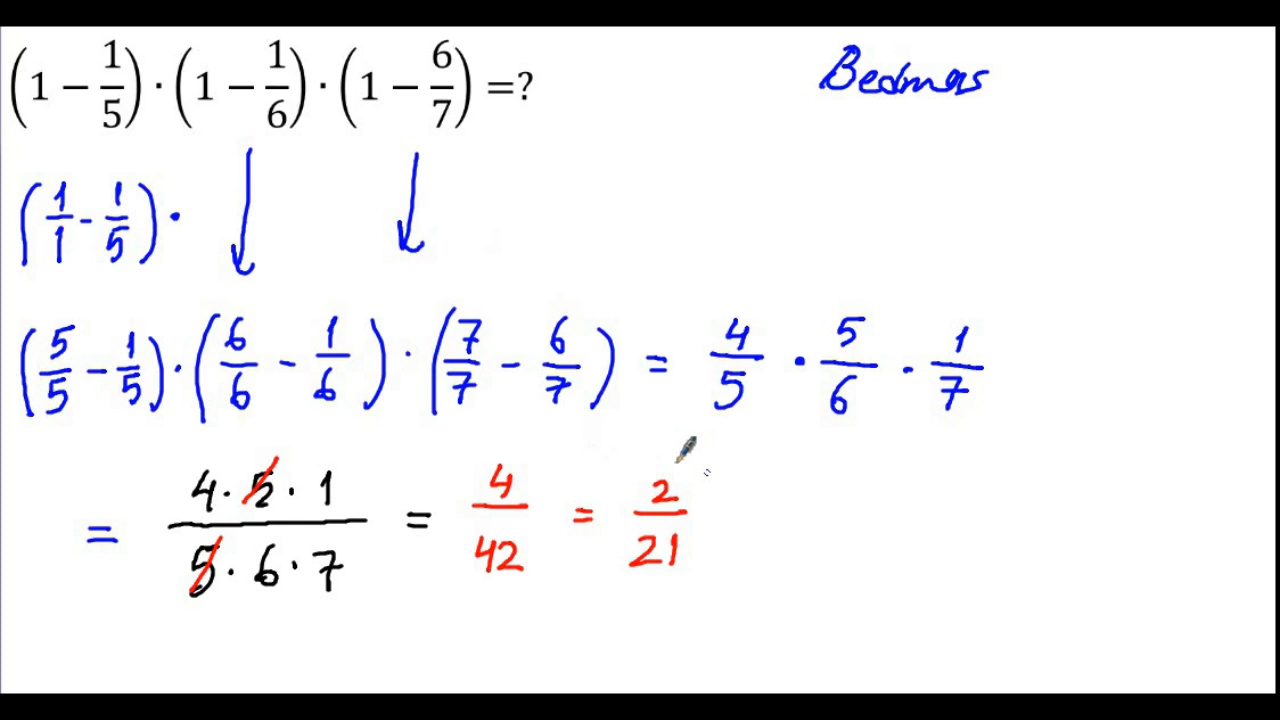 (1 − 1/5) · (1 − 1/6) · (1 − 6/7) =?
Bedmas
(1/1 - 1/5) ·
(5/5 - 1/5) · (6/6 - 1/6) · (7/7 - 6/7) = 4/5 · 5/6 · 1/7
= 4 · 5 · 1 / 5 · 6 · 7 = 4/42 = 2/21